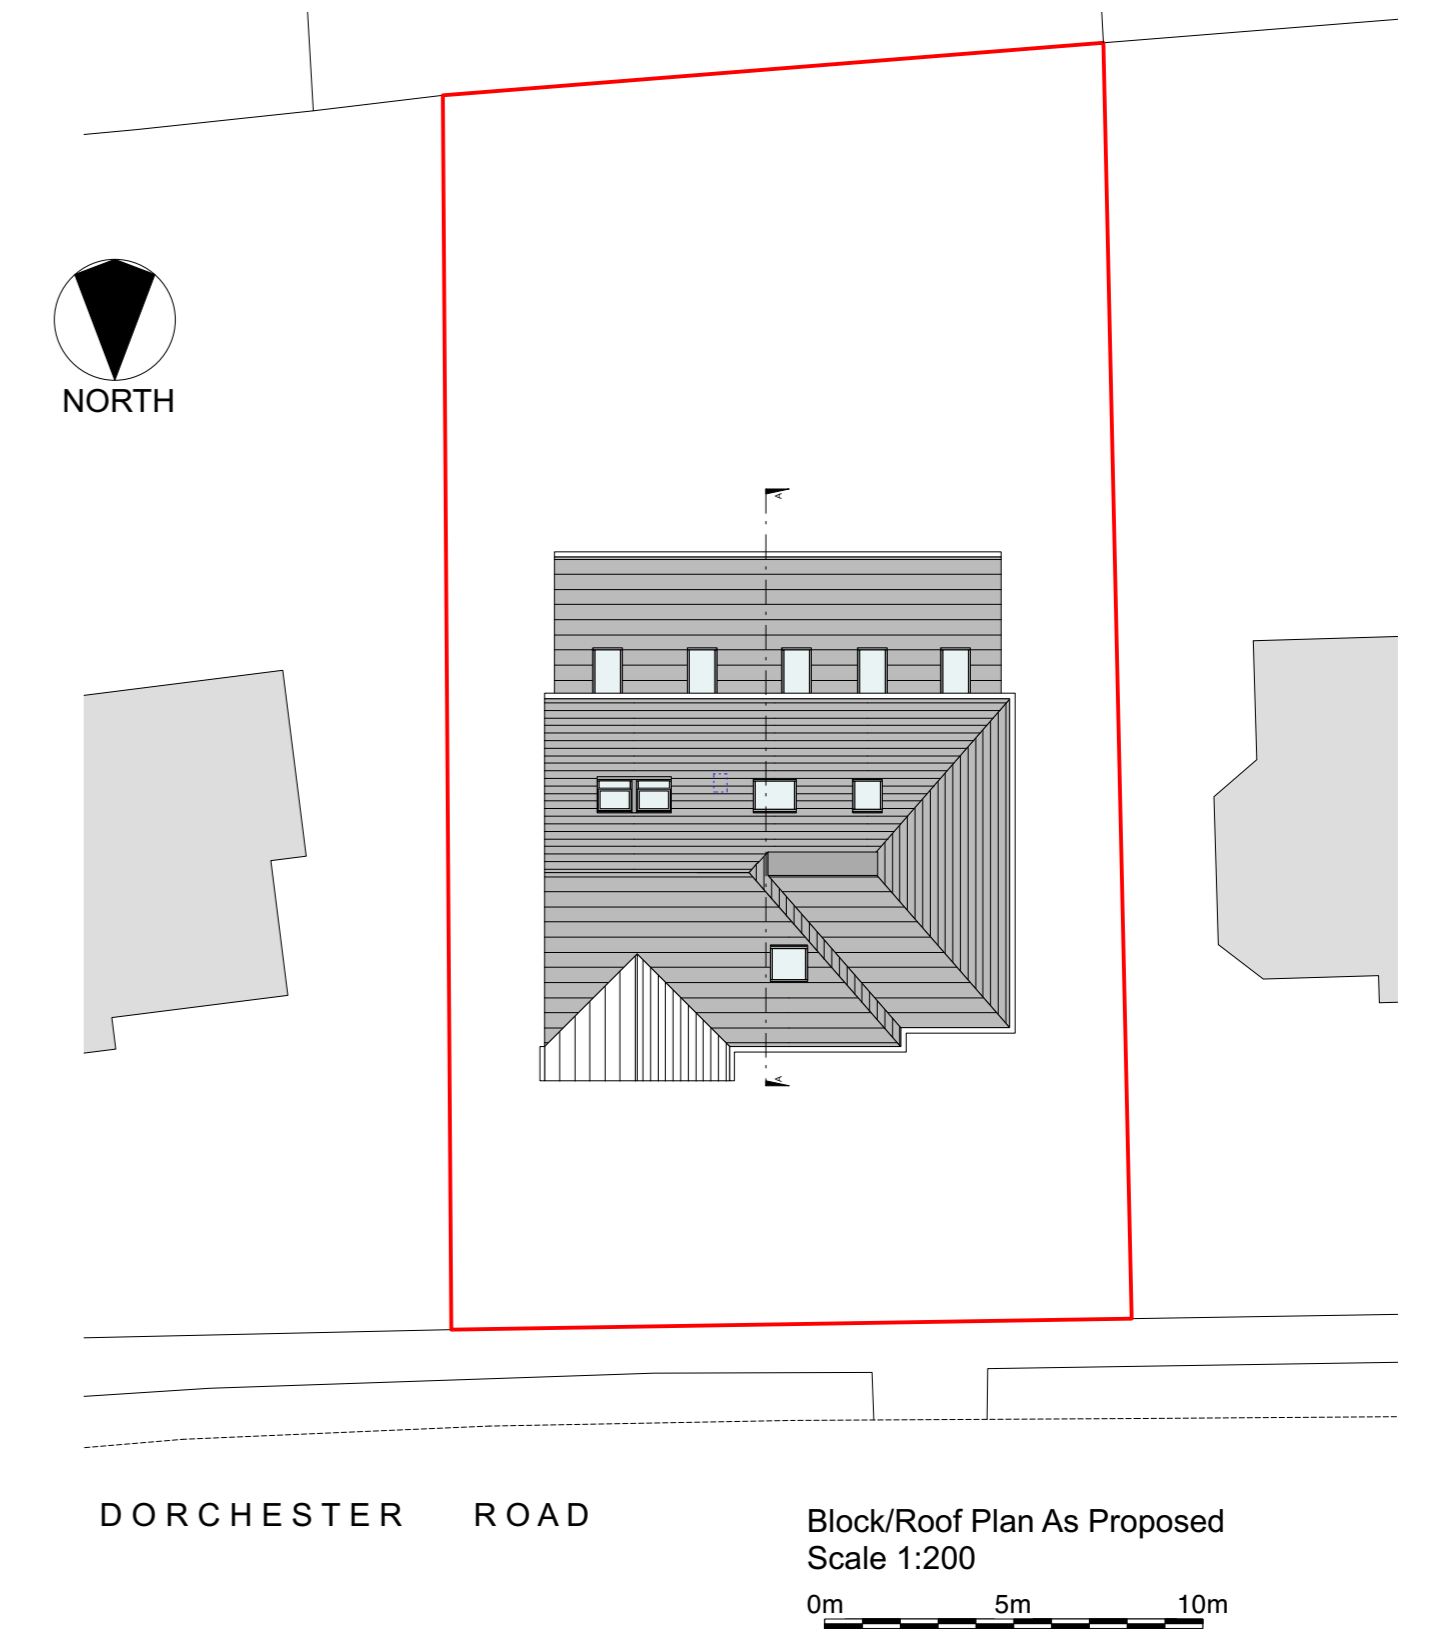 NORTH
A
A
DORCHESTER ROAD
Block/Roof Plan As Proposed
Scale 1:200
0m 5m 10m